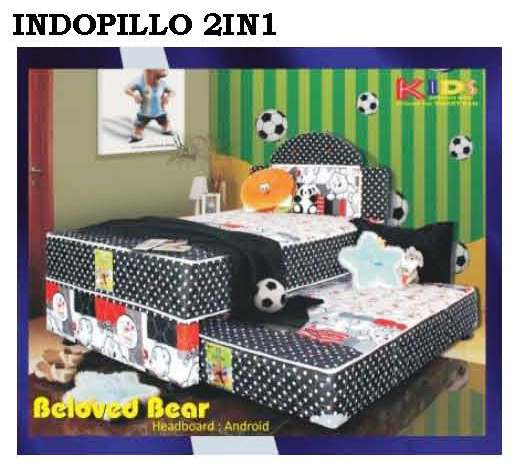 INDOPILLO 2IN1
KIDS
Beloved Bear
Headboard : Android